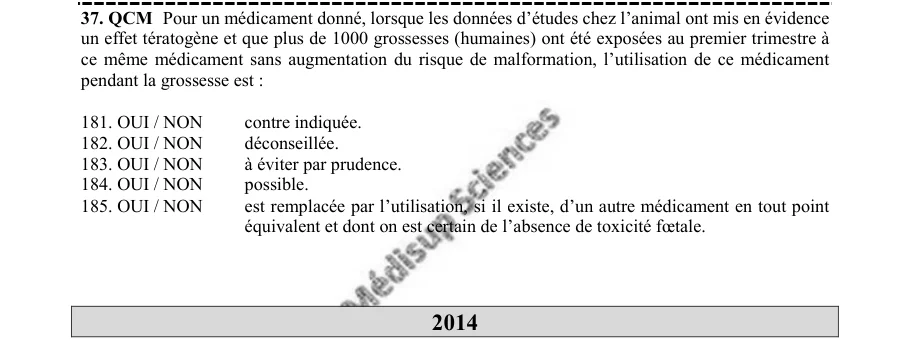 37. QCM Pour un médicament donné, lorsque les données d’études chez l’animal ont mis en évidence
un effet tératogène et que plus de 1000 grossesses (humaines) ont été exposées au premier trimestre à
ce même médicament sans augmentation du risque de malformation, l’utilisation de ce médicament
pendant la grossesse est :
181. OUI / NON contre indiquée.
182. OUI / NON déconseillée.
183. OUI / NON à éviter par prudence.
184. OUI / NON possible.
185. OUI / NON est remplacée par l’utilisation, si il existe, d’un autre médicament en tout point
équivalent et dont on est certain de l’absence de toxicité fœtale.
Médisup Sciences
2014